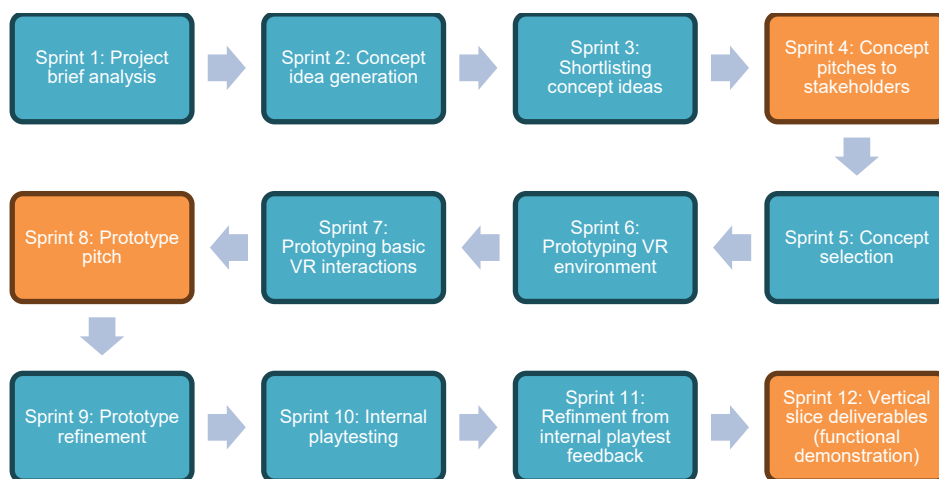 Sprint 1: Project
brief analysis
Sprint 2: Concept
idea generation
Sprint 3:
Shortlisting
concept ideas
Sprint 4: Concept
pitches to
stakeholders
Sprint 5: Concept
selection
Sprint 6:
Prototyping VR
environment
Sprint 7:
Prototyping basic
VR interactions
Sprint 8: Prototype
pitch
Sprint 9: Prototype
refinement
Sprint 10: Internal
playtesting
Sprint 11:
Refinment from
internal playtest
feedback
Sprint 12: Vertical
slice deliverables
(functional
demonstration)